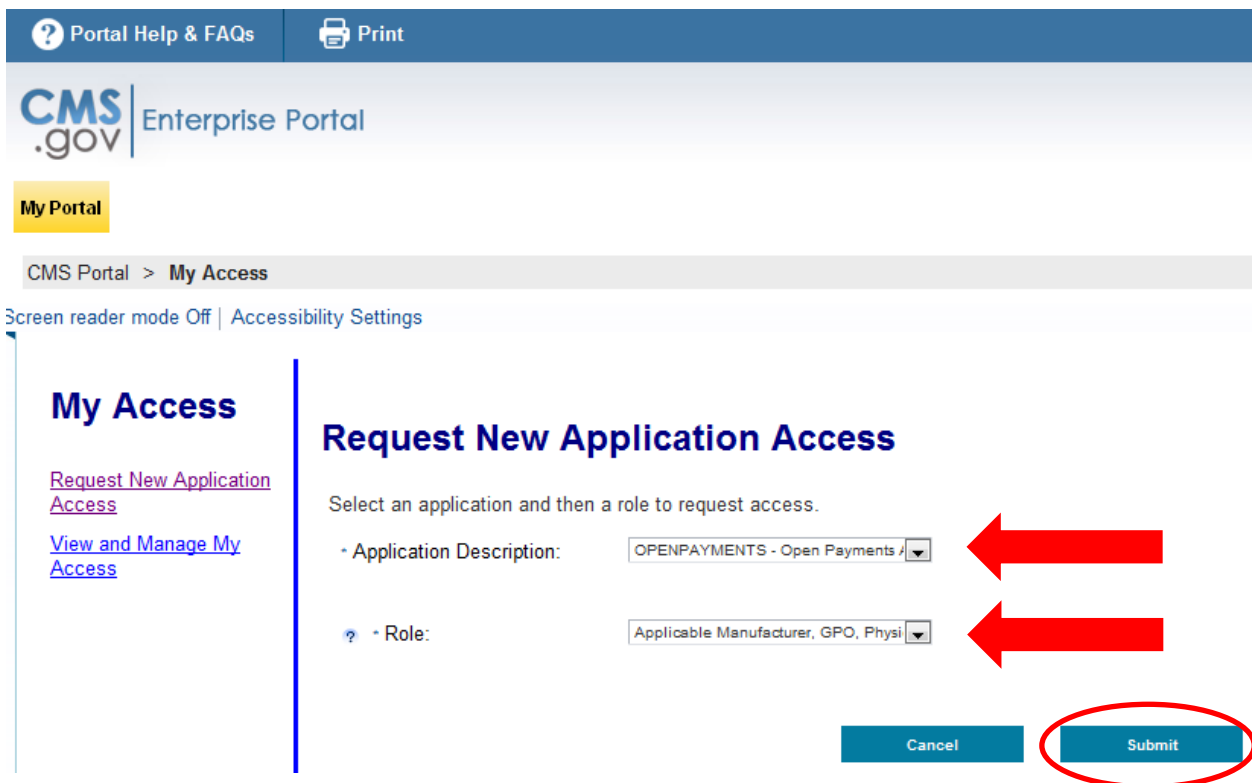 ? Portal Help & FAQs Print
CMS
.gov Enterprise Portal
My Portal
CMS Portal > My Access
Screen reader mode Off | Accessibility Settings
My Access
Request New Application
Access
View and Manage My
Access
Request New Application Access
Select an application and then a role to request access.
* Application Description: OPENPAYMENTS - Open Payments A
? * Role: Applicable Manufacturer, GPO, Physi
Cancel Submit